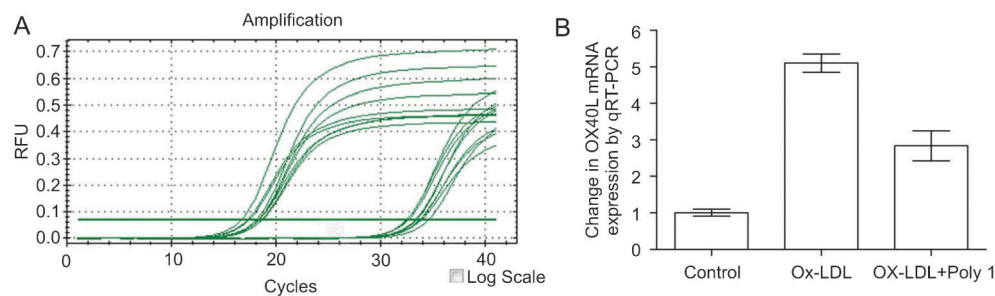 A
Amplification
RFU
0.7
0.6
0.5
0.4
0.3
0.2
0.1
0.0
0
10
20
30
40
Cycles
Log Scale
B
Change in OX40L mRNA
expression by qRT-PCR
6
5
4
3
2
1
0
Control
Ox-LDL
OX-LDL+Poly 1